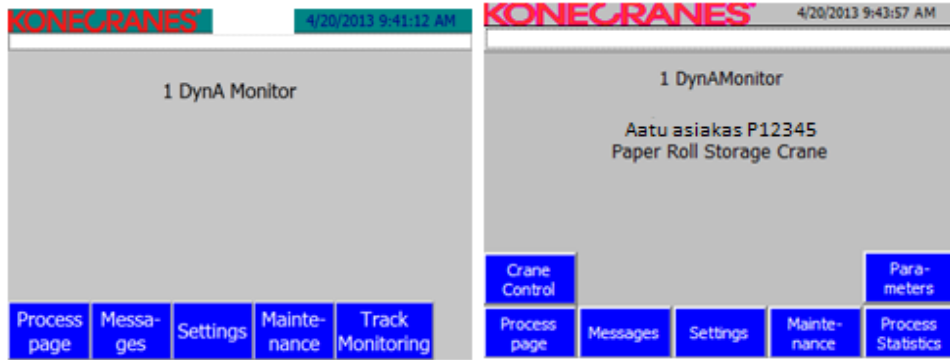 KONECRANES
4/20/2013 9:41:12 AM
1 DynA Monitor
Process
page
Messa-
ges
Settings
Mainte-
nance
Track
Monitoring
KONECRANES®
4/20/2013 9:43:57 AM
1 DynAMonitor
Aatu asiakas P12345
Paper Roll Storage Crane
Crane
Control
Para-
meters
Process
page
Messages
Settings
Mainte-
nance
Process
Statistics